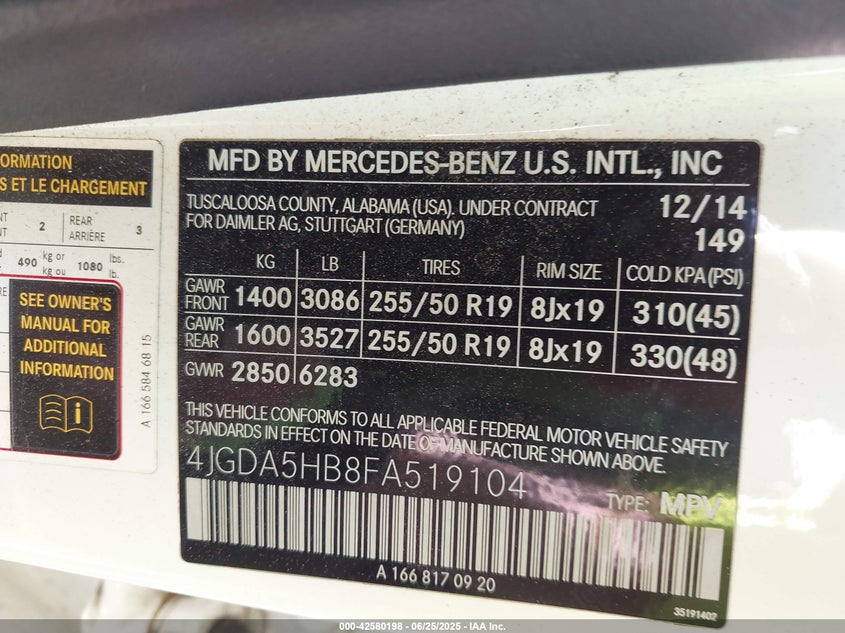 ORMATION
S ET LE CHARGEMENT
NT 2 REAR 3
NT ARRIÈRE
490 kg or 1080 lbs.
kg ou lb.
RE
SEE OWNER'S
MANUAL FOR
ADDITIONAL
INFORMATION
A 166 584 68 15
MFD BY MERCEDES-BENZ U.S. INTL., INC
TUSCALOOSA COUNTY, ALABAMA (USA). UNDER CONTRACT 12/14
FOR DAIMLER AG, STUTTGART (GERMANY) 149
KG LB TIRES RIM SIZE COLD KPA(PSI)
GAWR FRONT 1400 3086 255/50 R19 8Jx19 310(45)
GAWR REAR 1600 3527 255/50 R19 8Jx19 330(48)
GVWR 2850 6283
THIS VEHICLE CONFORMS TO ALL APPLICABLE FEDERAL MOTOR VEHICLE SAFETY
STANDARDS IN EFFECT ON THE DATE OF MANUFACTURE SHOWN ABOVE.
4JGDA5HB8FA519104
TYPE: MPV
A 166 817 09 20
35191402
000-42580198 - 06/25/2025 - IAA Inc.